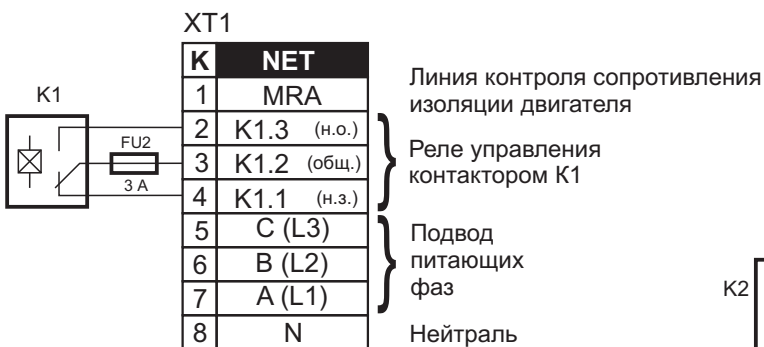 XT1
K NET
1 MRA
2 K1.3 (н.о.)
3 K1.2 (общ.)
4 K1.1 (н.з.)
5 C (L3)
6 B (L2)
7 A (L1)
8 N
K1
FU2
3 A
Линия контроля сопротивления
изоляции двигателя
Реле управления
контактором К1
Подвод
питающих
фаз
Нейтраль
K2